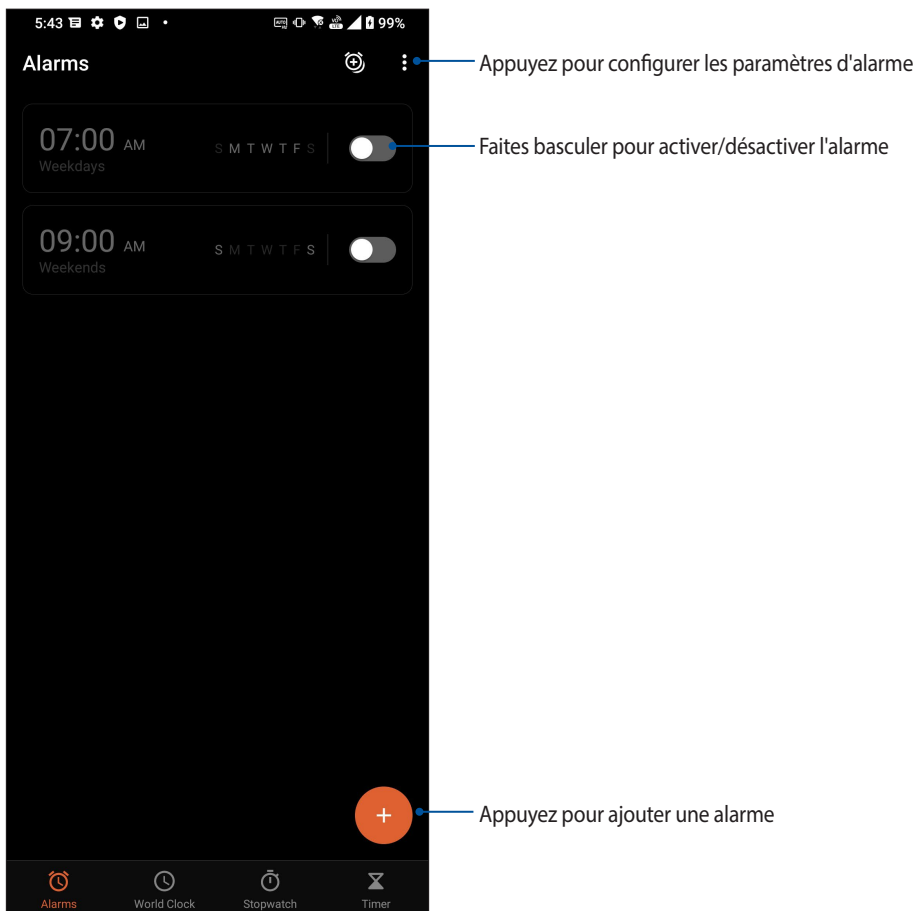 5:43 99%
Alarms
Appuyez pour configurer les paramètres d'alarme
07:00 AM S M T W T F S
Weekdays
Faites basculer pour activer/désactiver l'alarme
09:00 AM S M T W T F S
Weekends
+
Appuyez pour ajouter une alarme
Alarms World Clock Stopwatch Timer